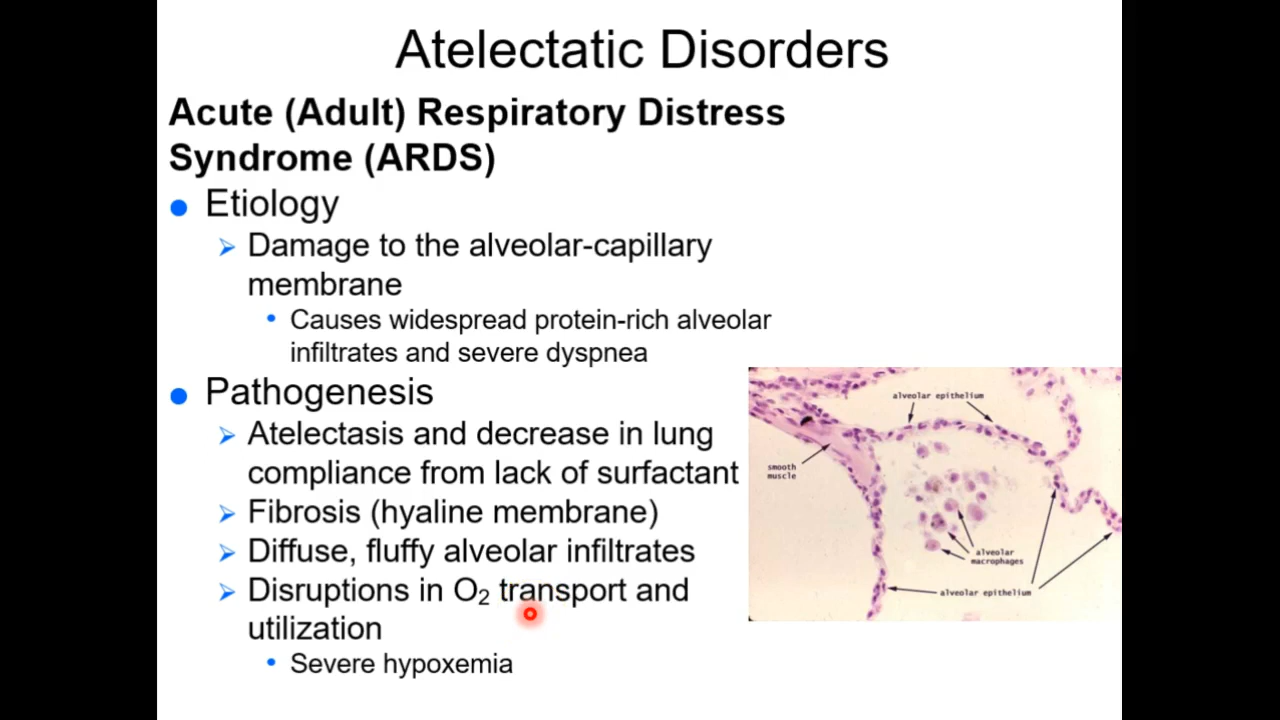 Atelectatic Disorders
Acute (Adult) Respiratory Distress
Syndrome (ARDS)
● Etiology
➢ Damage to the alveolar-capillary
membrane
• Causes widespread protein-rich alveolar
infiltrates and severe dyspnea
● Pathogenesis
➢ Atelectasis and decrease in lung
compliance from lack of surfactant
➢ Fibrosis (hyaline membrane)
➢ Diffuse, fluffy alveolar infiltrates
➢ Disruptions in O₂ transport and
utilization
• Severe hypoxemia
alveolar epithelium
smooth
muscle
alveolar
macrophages
alveolar epithelium